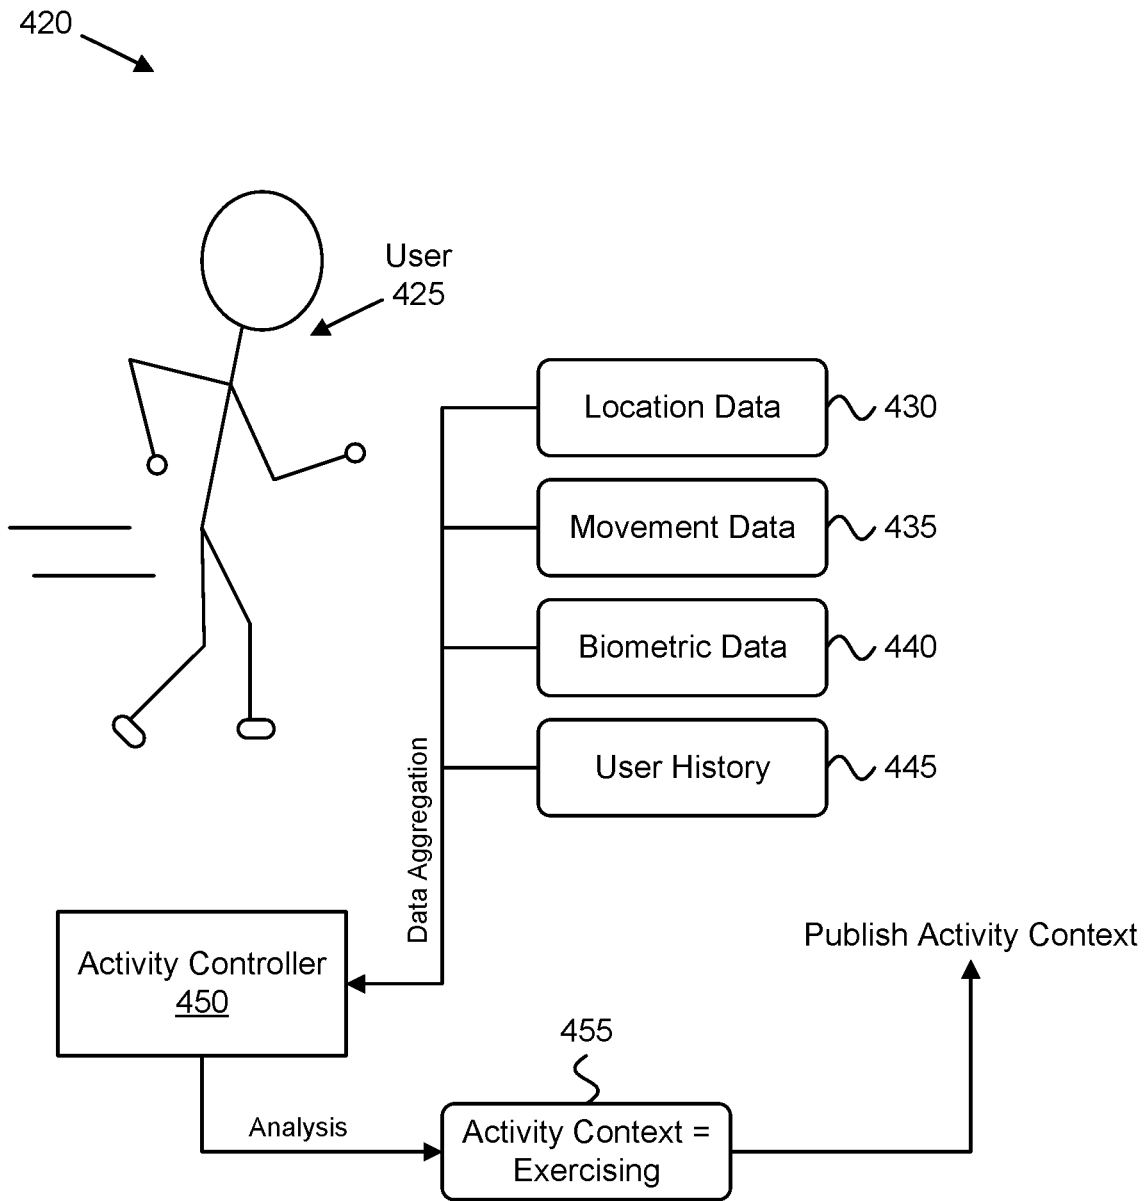 420
User
425
Location Data
430
Movement Data
435
Biometric Data
440
User History
445
Data Aggregation
Activity Controller
450
Publish Activity Context
455
Analysis
Activity Context =
Exercising